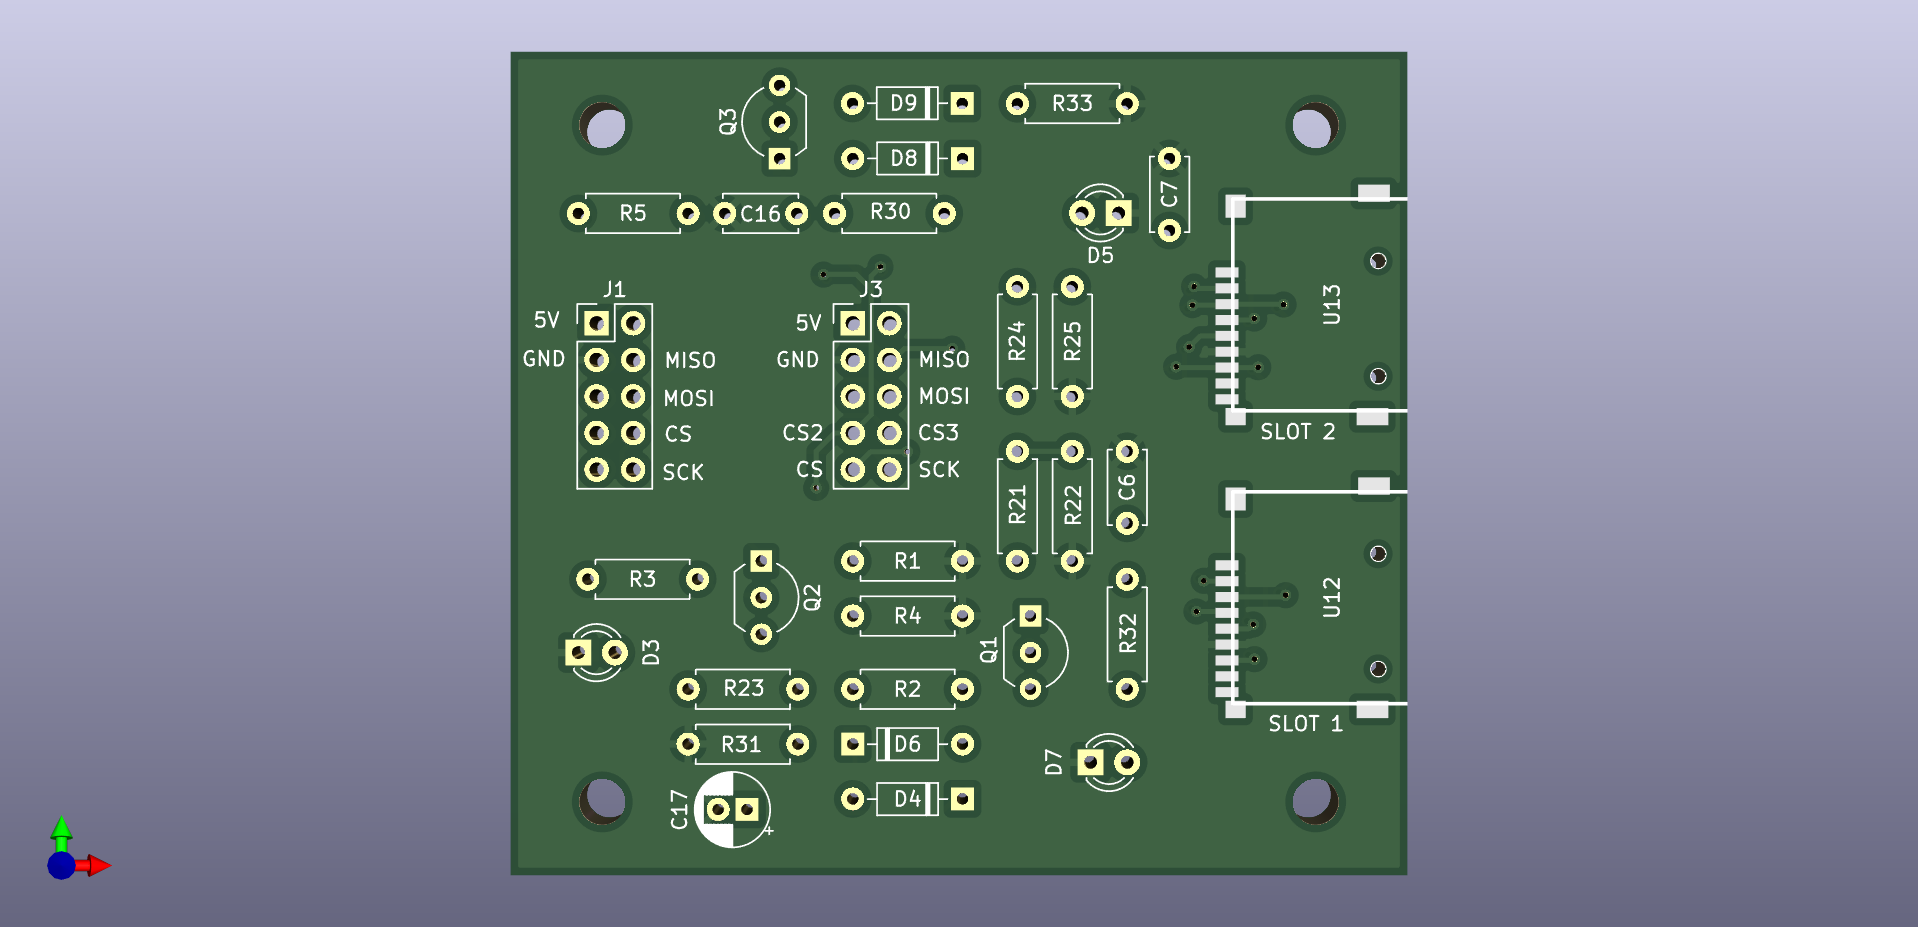 Q3
D9
R33
D8
C7
R5
C16
R30
D5
J1
J3
U13
5V
5V
GND
MISO
GND
MISO
R24
R25
MOSI
MOSI
CS
CS2
CS3
SLOT 2
SCK
CS
SCK
R21
R22
C6
R3
Q2
R1
U12
R4
R32
D3
Q1
R23
R2
SLOT 1
R31
D6
D7
C17
D4
+